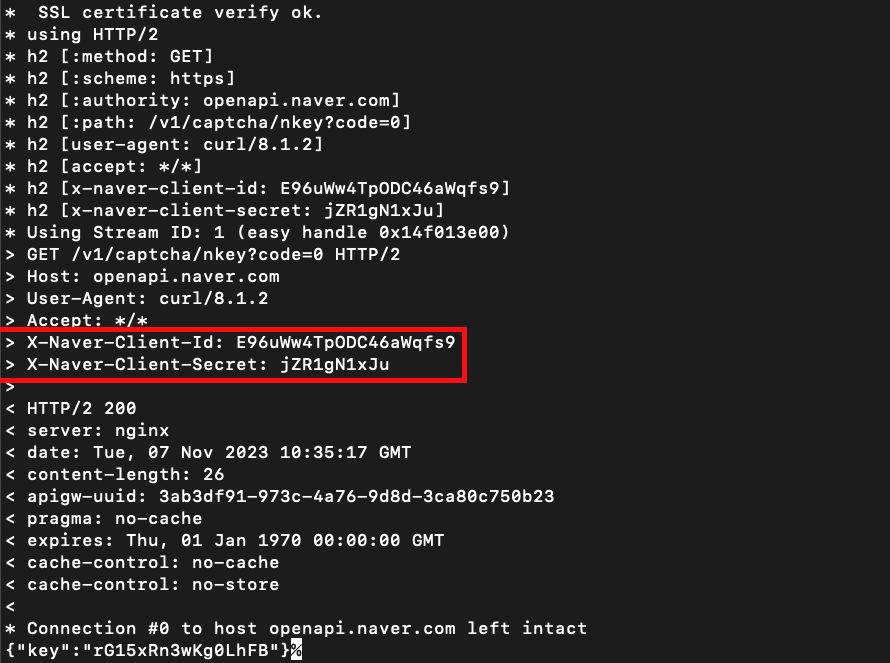 *  SSL certificate verify ok.
* using HTTP/2
* h2 [:method: GET]
* h2 [:scheme: https]
* h2 [:authority: openapi.naver.com]
* h2 [:path: /v1/captcha/nkey?code=0]
* h2 [user-agent: curl/8.1.2]
* h2 [accept: */*]
* h2 [x-naver-client-id: E96uWw4TpODC46aWqfs9]
* h2 [x-naver-client-secret: jZR1gN1xJu]
* Using Stream ID: 1 (easy handle 0x14f013e00)
> GET /v1/captcha/nkey?code=0 HTTP/2
> Host: openapi.naver.com
> User-Agent: curl/8.1.2
> Accept: */*
> X-Naver-Client-Id: E96uWw4TpODC46aWqfs9
> X-Naver-Client-Secret: jZR1gN1xJu
>
< HTTP/2 200
< server: nginx
< date: Tue, 07 Nov 2023 10:35:17 GMT
< content-length: 26
< apigw-uuid: 3ab3df91-973c-4a76-9d8d-3ca80c750b23
< pragma: no-cache
< expires: Thu, 01 Jan 1970 00:00:00 GMT
< cache-control: no-cache
< cache-control: no-store
<
* Connection #0 to host openapi.naver.com left intact
{"key":"rG15xRn3wKg0LhFB"}%